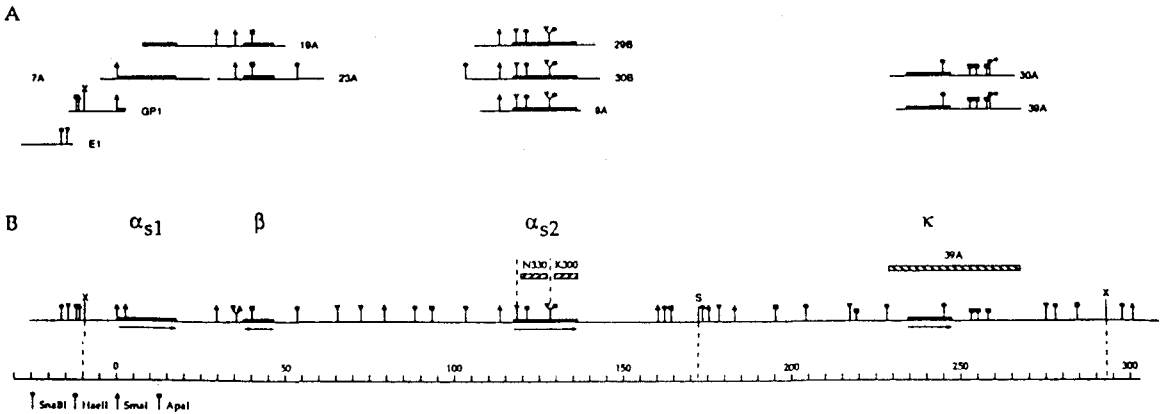 A
19A 29B
7A 23A 30B 30A
X
GP1 9A 39A
E1
B αs1 β αs2 κ
39A
N330 K300
X S X
0 50 100 150 200 250 300
SnaBI HaeII SmaI ApaI